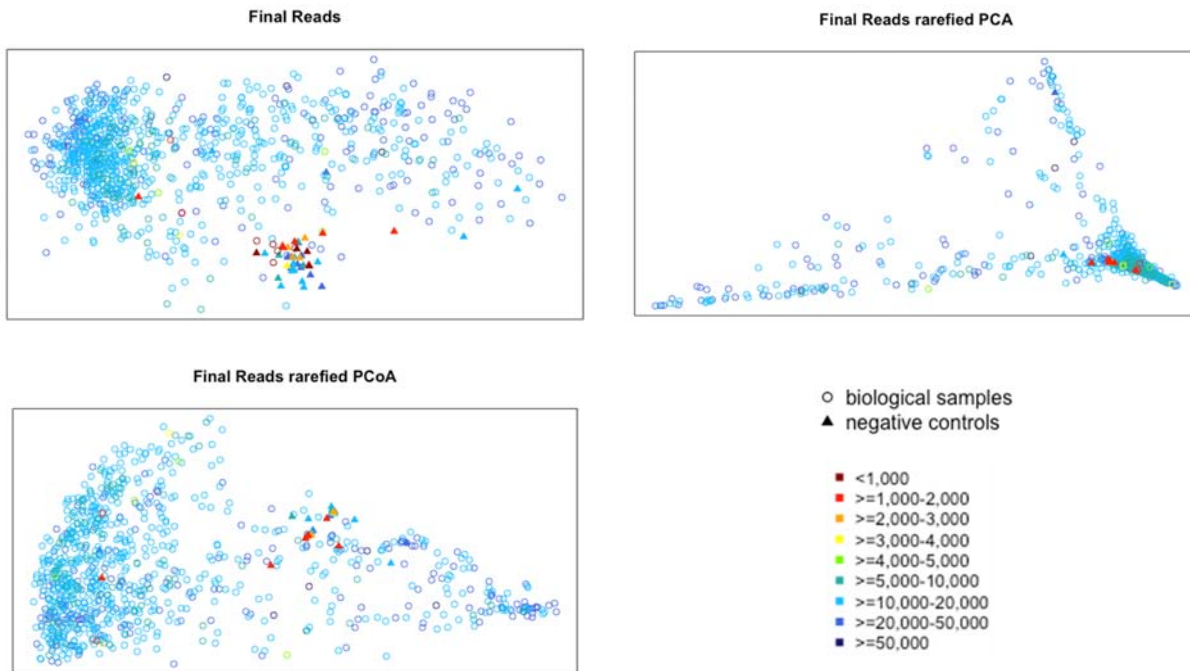 Final Reads
Final Reads rarefied PCA
Final Reads rarefied PCoA
biological samples
negative controls
<1,000
>=1,000-2,000
>=2,000-3,000
>=3,000-4,000
>=4,000-5,000
>=5,000-10,000
>=10,000-20,000
>=20,000-50,000
>=50,000